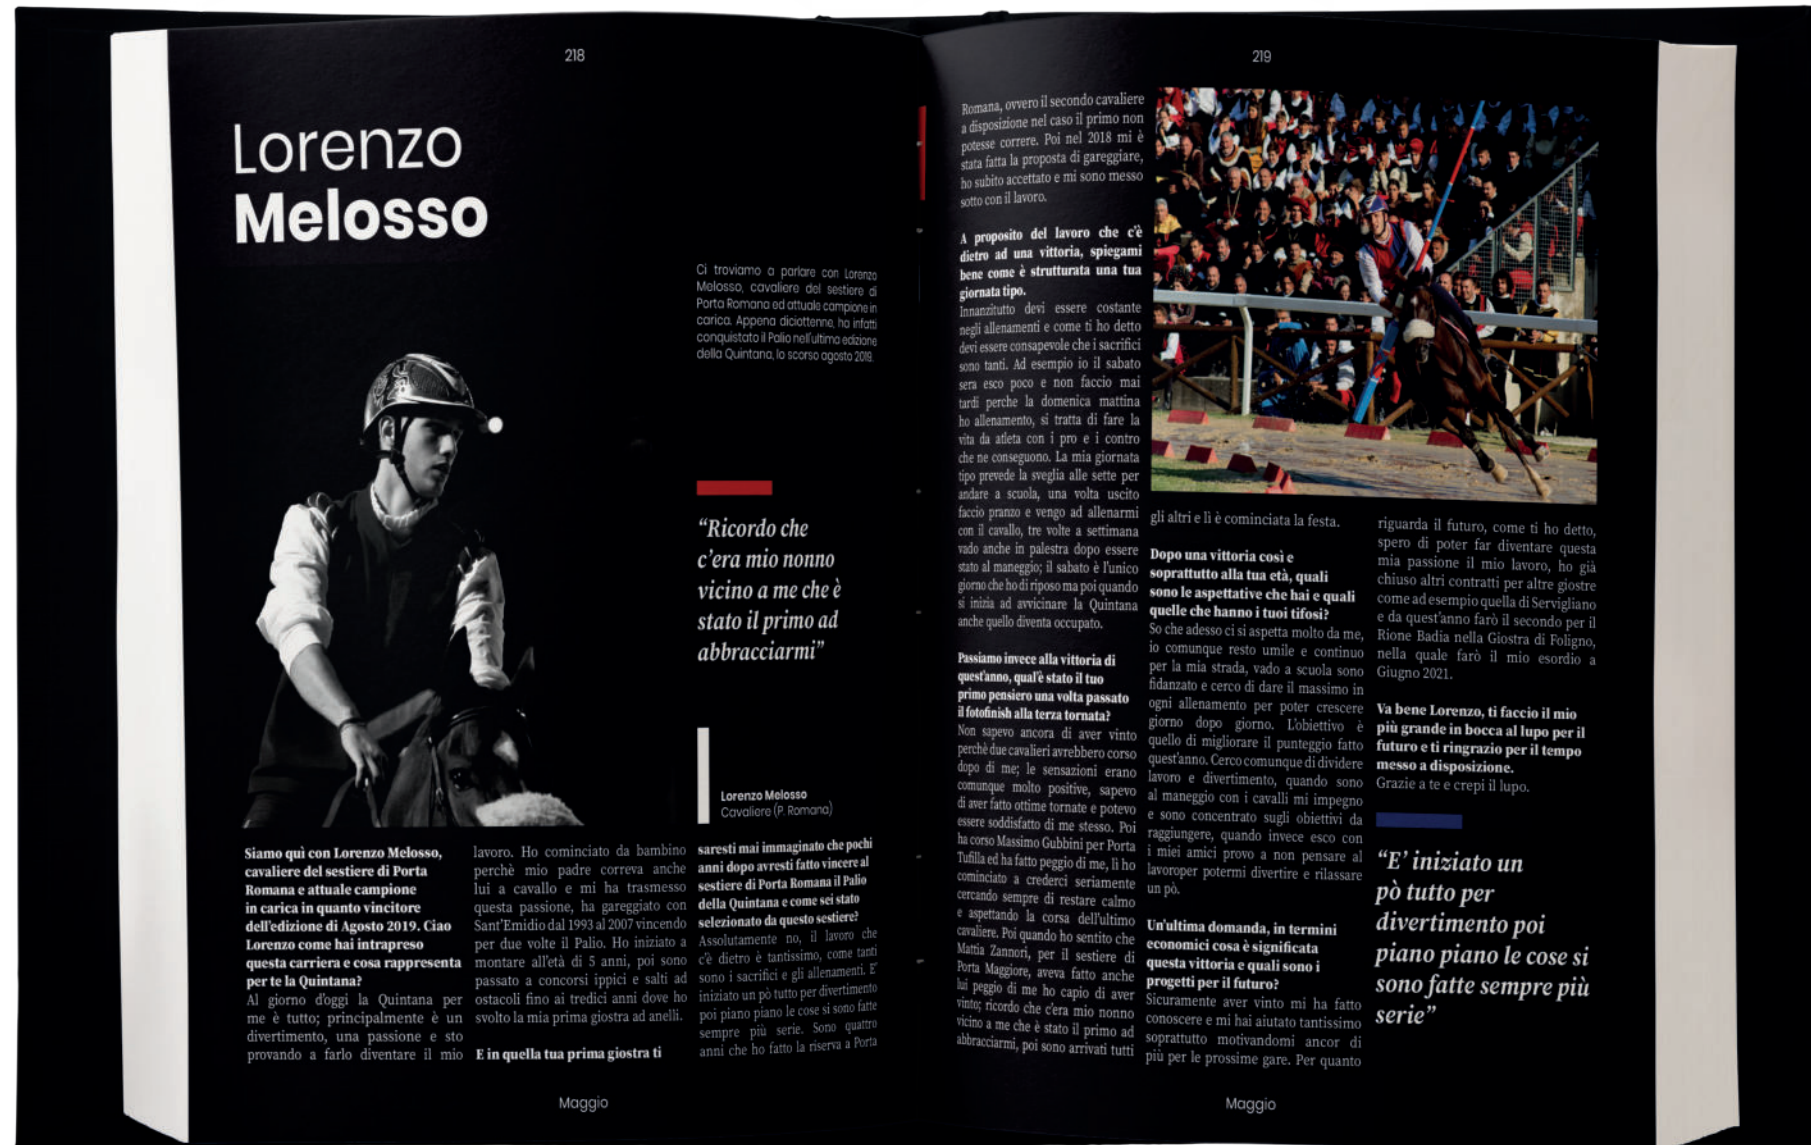 218
Lorenzo
Melosso
Ci troviamo a parlare con Lorenzo
Melosso, cavaliere del sestiere di
Porta Romana ed attuale campione in
carica. Appena diciottenne, ha infatti
conquistato il Palio nell'ultima edizione
della Quintana, lo scorso agosto 2019.
“Ricordo che
c'era mio nonno
vicino a me che è
stato il primo ad
abbracciarmi”
Lorenzo Melosso
Cavaliere (P. Romana)
Siamo quì con Lorenzo Melosso,
cavaliere del sestiere di Porta
Romana e attuale campione
in carica in quanto vincitore
dell'edizione di Agosto 2019. Ciao
Lorenzo come hai intrapreso
questa carriera e cosa rappresenta
per te la Quintana?
Al giorno d'oggi la Quintana per
me è tutto; principalmente è un
divertimento, una passione e sto
provando a farlo diventare il mio
lavoro. Ho cominciato da bambino
perchè mio padre correva anche
lui a cavallo e mi ha trasmesso
questa passione, ha gareggiato con
Sant'Emidio dal 1993 al 2007 vincendo
per due volte il Palio. Ho iniziato a
montare all'età di 5 anni, poi sono
passato a concorsi ippici e salti ad
ostacoli fino ai tredici anni dove ho
svolto la mia prima giostra ad anelli.
E in quella tua prima giostra ti
saresti mai immaginato che pochi
anni dopo avresti fatto vincere al
sestiere di Porta Romana il Palio
della Quintana e come sei stato
selezionato da questo sestiere?
Assolutamente no, il lavoro che
c'è dietro è tantissimo, come tanti
sono i sacrifici e gli allenamenti. E'
iniziato un pò tutto per divertimento
poi piano piano le cose si sono fatte
sempre più serie. Sono quattro
anni che ho fatto la riserva a Porta
Maggio
219
Romana, ovvero il secondo cavaliere
a disposizione nel caso il primo non
potesse correre. Poi nel 2018 mi è
stata fatta la proposta di gareggiare,
ho subito accettato e mi sono messo
sotto con il lavoro.
A proposito del lavoro che c'è
dietro ad una vittoria, spiegami
bene come è strutturata una tua
giornata tipo.
Innanzitutto devi essere costante
negli allenamenti e come ti ho detto
devi essere consapevole che i sacrifici
sono tanti. Ad esempio io il sabato
sera esco poco e non faccio mai
tardi perche la domenica mattina
ho allenamento, si tratta di fare la
vita da atleta con i pro e i contro
che ne conseguono. La mia giornata
tipo prevede la sveglia alle sette per
andare a scuola, una volta uscito
faccio pranzo e vengo ad allenarmi
con il cavallo, tre volte a settimana
vado anche in palestra dopo essere
stato al maneggio; il sabato è l'unico
giorno che ho di riposo ma poi quando
si inizia ad avvicinare la Quintana
anche quello diventa occupato.
Passiamo invece alla vittoria di
quest'anno, qual'è stato il tuo
primo pensiero una volta passato
il fotofinish alla terza tornata?
Non sapevo ancora di aver vinto
perchè due cavalieri avrebbero corso
dopo di me; le sensazioni erano
comunque molto positive, sapevo
di aver fatto ottime tornate e potevo
essere soddisfatto di me stesso. Poi
ha corso Massimo Gubbini per Porta
Tufilla ed ha fatto peggio di me, lì ho
cominciato a crederci seriamente
cercando sempre di restare calmo
e aspettando la corsa dell'ultimo
cavaliere. Poi quando ho sentito che
Mattia Zannori, per il sestiere di
Porta Maggiore, aveva fatto anche
lui peggio di me ho capio di aver
vinto; ricordo che c'era mio nonno
vicino a me che è stato il primo ad
abbracciarmi, poi sono arrivati tutti
gli altri e lì è cominciata la festa.
Dopo una vittoria così e
soprattutto alla tua età, quali
sono le aspettative che hai e quali
quelle che hanno i tuoi tifosi?
So che adesso ci si aspetta molto da me,
io comunque resto umile e continuo
per la mia strada, vado a scuola sono
fidanzato e cerco di dare il massimo in
ogni allenamento per poter crescere
giorno dopo giorno. L'obiettivo è
quello di migliorare il punteggio fatto
quest'anno. Cerco comunque di dividere
lavoro e divertimento, quando sono
al maneggio con i cavalli mi impegno
e sono concentrato sugli obiettivi da
raggiungere, quando invece esco con
i miei amici provo a non pensare al
lavoroper potermi divertire e rilassare
un pò.
Un'ultima domanda, in termini
economici cosa è significata
questa vittoria e quali sono i
progetti per il futuro?
Sicuramente aver vinto mi ha fatto
conoscere e mi hai aiutato tantissimo
soprattutto motivandomi ancor di
più per le prossime gare. Per quanto
riguarda il futuro, come ti ho detto,
spero di poter far diventare questa
mia passione il mio lavoro, ho già
chiuso altri contratti per altre giostre
come ad esempio quella di Servigliano
e da quest'anno farò il secondo per il
Rione Badia nella Giostra di Foligno,
nella quale farò il mio esordio a
Giugno 2021.
Va bene Lorenzo, ti faccio il mio
più grande in bocca al lupo per il
futuro e ti ringrazio per il tempo
messo a disposizione.
Grazie a te e crepi il lupo.
“E' iniziato un
pò tutto per
divertimento poi
piano piano le cose si
sono fatte sempre più
serie”
Maggio